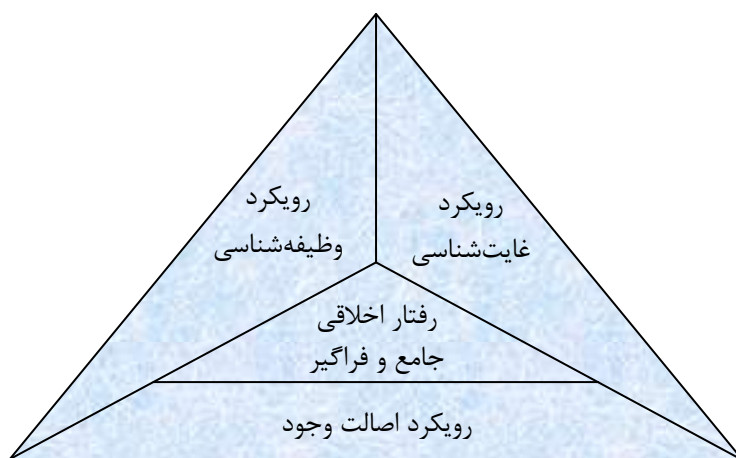 رویکرد
غایت‌شناسی
رویکرد
وظیفه‌شناسی
رفتار اخلاقی
جامع و فراگیر
رویکرد اصالت وجود